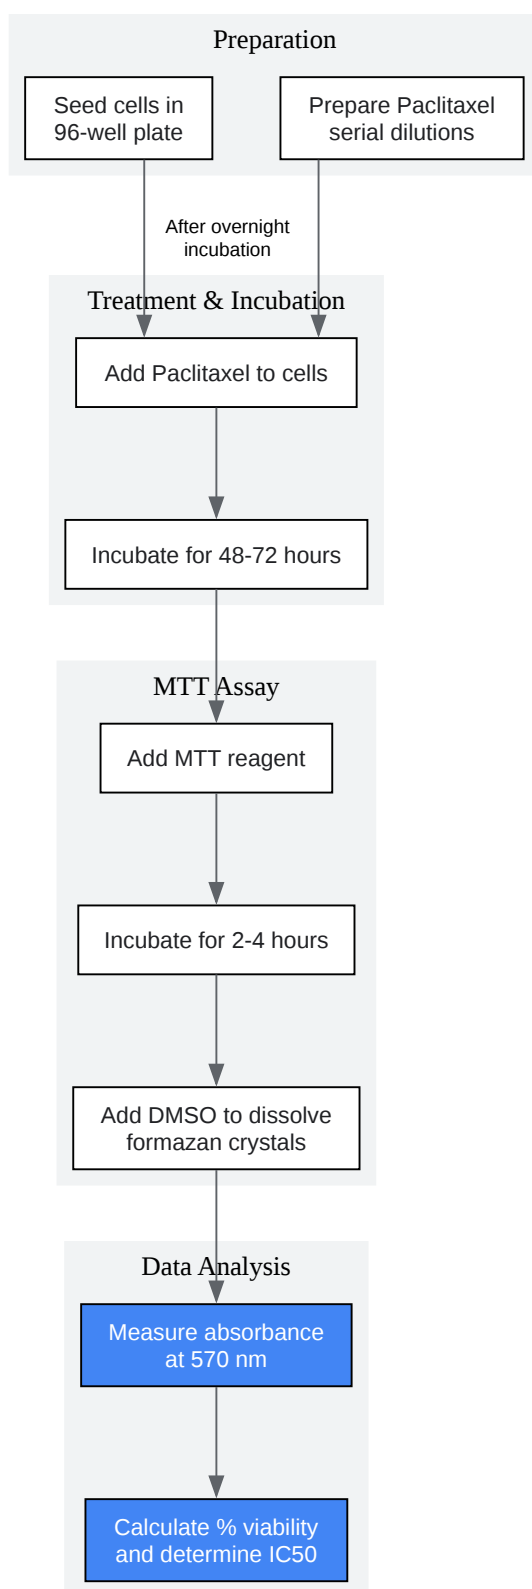 Preparation
Seed cells in
96-well plate
Prepare Paclitaxel
serial dilutions
After overnight
incubation
Treatment & Incubation
Add Paclitaxel to cells
Incubate for 48-72 hours
MTT Assay
Add MTT reagent
Incubate for 2-4 hours
Add DMSO to dissolve
formazan crystals
Data Analysis
Measure absorbance
at 570 nm
Calculate % viability
and determine IC50